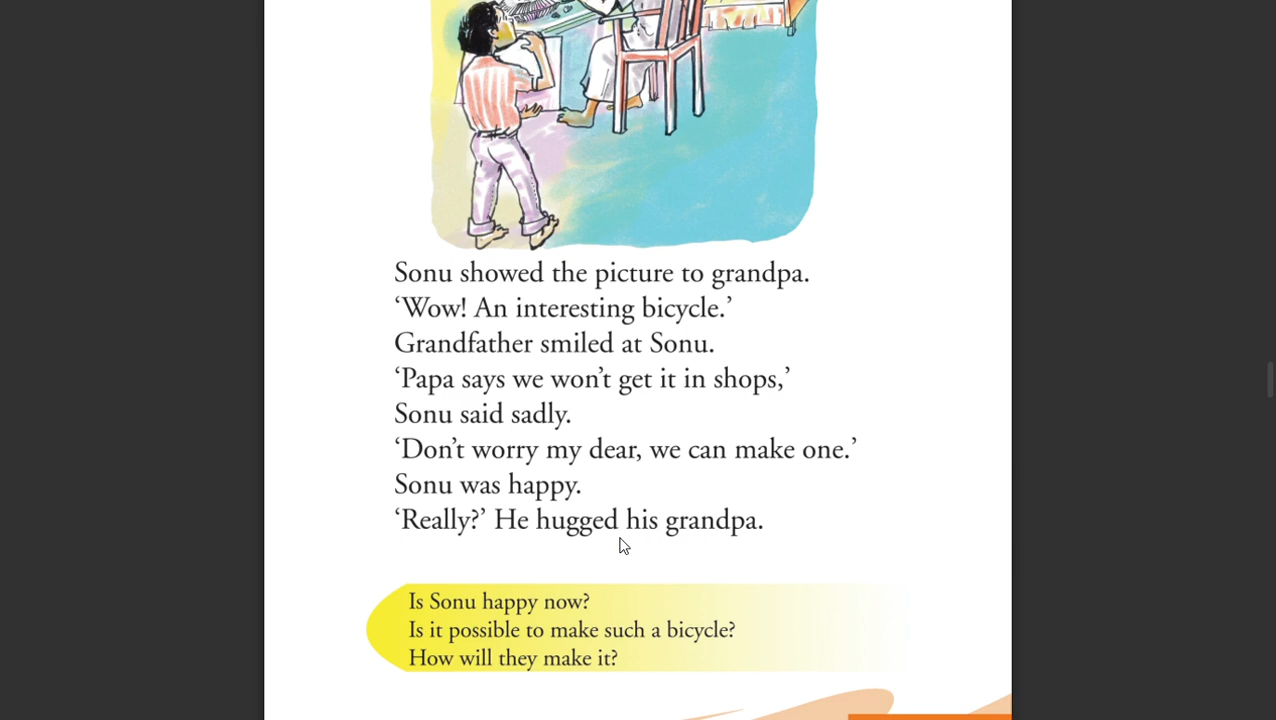 Sonu showed the picture to grandpa.
‘Wow! An interesting bicycle.’
Grandfather smiled at Sonu.
‘Papa says we won’t get it in shops,’
Sonu said sadly.
‘Don’t worry my dear, we can make one.’
Sonu was happy.
‘Really?’ He hugged his grandpa.
Is Sonu happy now?
Is it possible to make such a bicycle?
How will they make it?